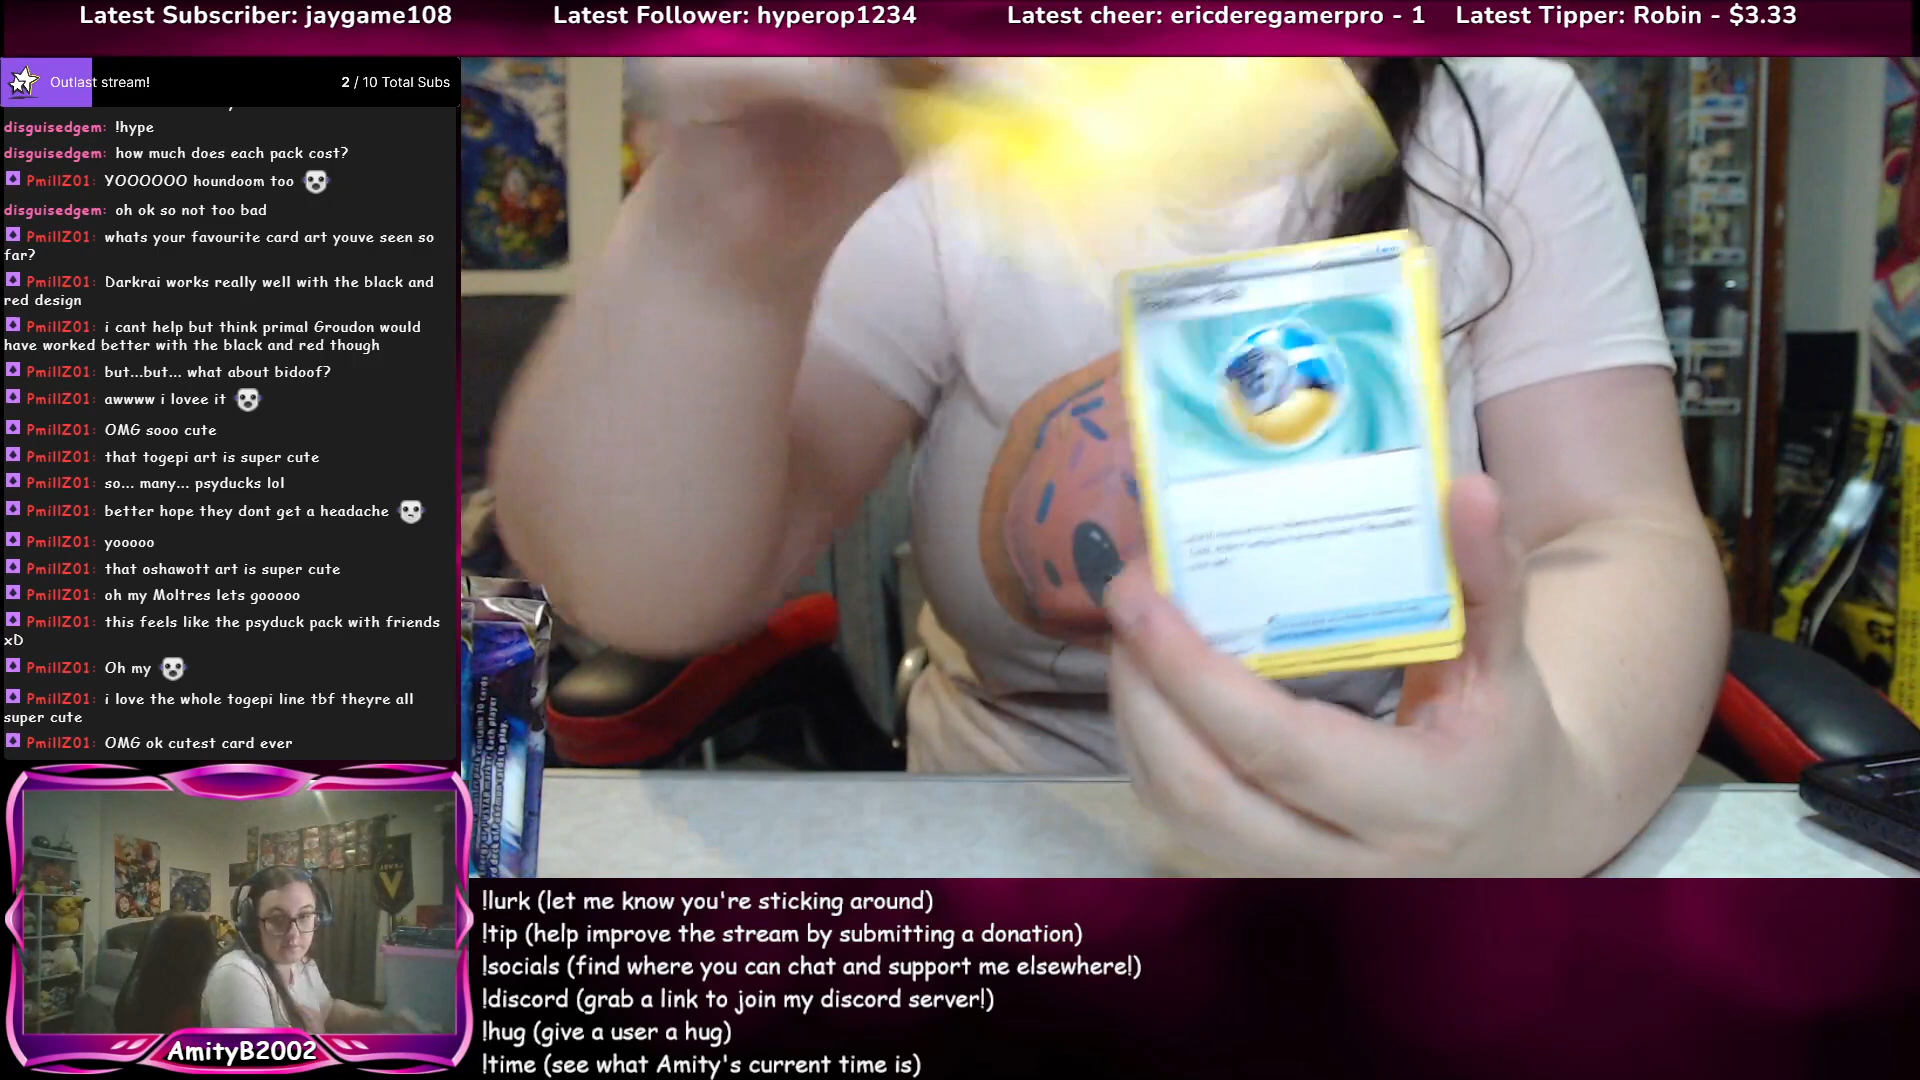 Latest Subscriber: jaygame108 Latest Follower: hyperop1234 Latest cheer: ericderegamerpro - 1 Latest Tipper: Robin - $3.33
Outlast stream! 2 / 10 Total Subs
disguisedgem: !hype
disguisedgem: how much does each pack cost?
PmillZ01: YOOOOOO houndoom too
disguisedgem: oh ok so not too bad
PmillZ01: whats your favourite card art youve seen so
far?
PmillZ01: Darkrai works really well with the black and
red design
PmillZ01: i cant help but think primal Groudon would
have worked better with the black and red though
PmillZ01: but...but... what about bidoof?
PmillZ01: awwww i lovee it
PmillZ01: OMG sooo cute
PmillZ01: that togepi art is super cute
PmillZ01: so... many... psyducks lol
PmillZ01: better hope they dont get a headache
PmillZ01: yooooo
PmillZ01: that oshawott art is super cute
PmillZ01: oh my Moltres lets gooooo
PmillZ01: this feels like the psyduck pack with friends
xD
PmillZ01: Oh my
PmillZ01: i love the whole togepi line tbf theyre all
super cute
PmillZ01: OMG ok cutest card ever
AmityB2002
!lurk (let me know you're sticking around)
!tip (help improve the stream by submitting a donation)
!socials (find where you can chat and support me elsewhere!)
!discord (grab a link to join my discord server!)
!hug (give a user a hug)
!time (see what Amity's current time is)